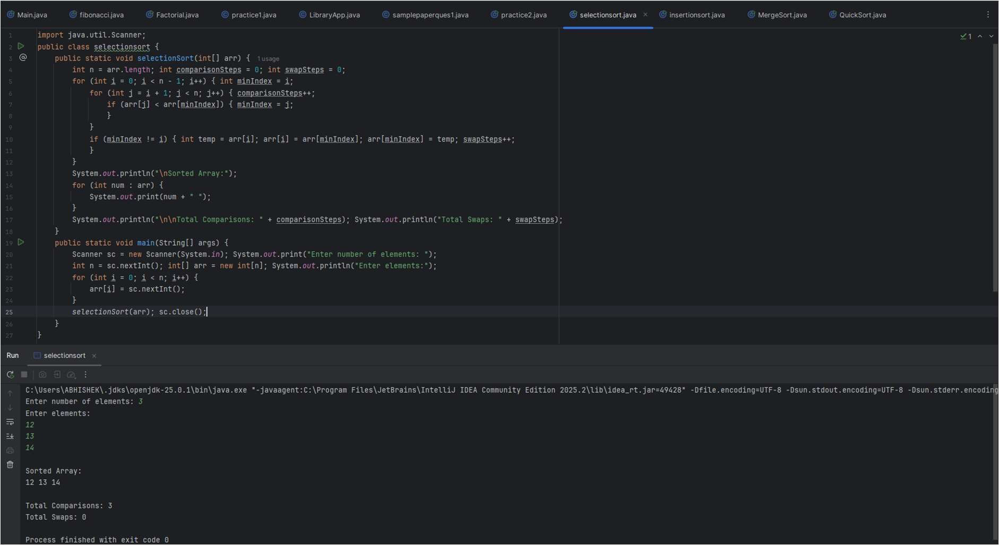 Main.java fibonacci.java Factorial.java practice1.java LibraryApp.java samplepaperques1.java practice2.java selectionsort.java × insertionsort.java MergeSort.java QuickSort.java
1 import java.util.Scanner;
2 public class selectionsort {
3 @ public static void selectionSort(int[] arr) { 1 usage
4 int n = arr.length; int comparisonSteps = 0; int swapSteps = 0;
5 for (int i = 0; i < n - 1; i++) { int minIndex = i;
6 for (int j = i + 1; j < n; j++) { comparisonSteps++;
7 if (arr[j] < arr[minIndex]) { minIndex = j;
8 }
9 }
10 if (minIndex != i) { int temp = arr[i]; arr[i] = arr[minIndex]; arr[minIndex] = temp; swapSteps++;
11 }
12 }
13 System.out.println("\nSorted Array:");
14 for (int num : arr) {
15 System.out.print(num + " ");
16 }
17 System.out.println("\n\nTotal Comparisons: " + comparisonSteps); System.out.println("Total Swaps: " + swapSteps);
18 }
19 public static void main(String[] args) {
20 Scanner sc = new Scanner(System.in); System.out.print("Enter number of elements: ");
21 int n = sc.nextInt(); int[] arr = new int[n]; System.out.println("Enter elements:");
22 for (int i = 0; i < n; i++) {
23 arr[i] = sc.nextInt();
24 }
25 selectionSort(arr); sc.close();
26 }
27 }
1
Run selectionsort ×
C:\Users\ABHISHEK\.jdks\openjdk-25.0.1\bin\java.exe "-javaagent:C:\Program Files\JetBrains\IntelliJ IDEA Community Edition 2025.2\lib\idea_rt.jar=49428" -Dfile.encoding=UTF-8 -Dsun.stdout.encoding=UTF-8 -Dsun.stderr.encoding
Enter number of elements: 3
Enter elements:
12
13
14
Sorted Array:
12 13 14
Total Comparisons: 3
Total Swaps: 0
Process finished with exit code 0